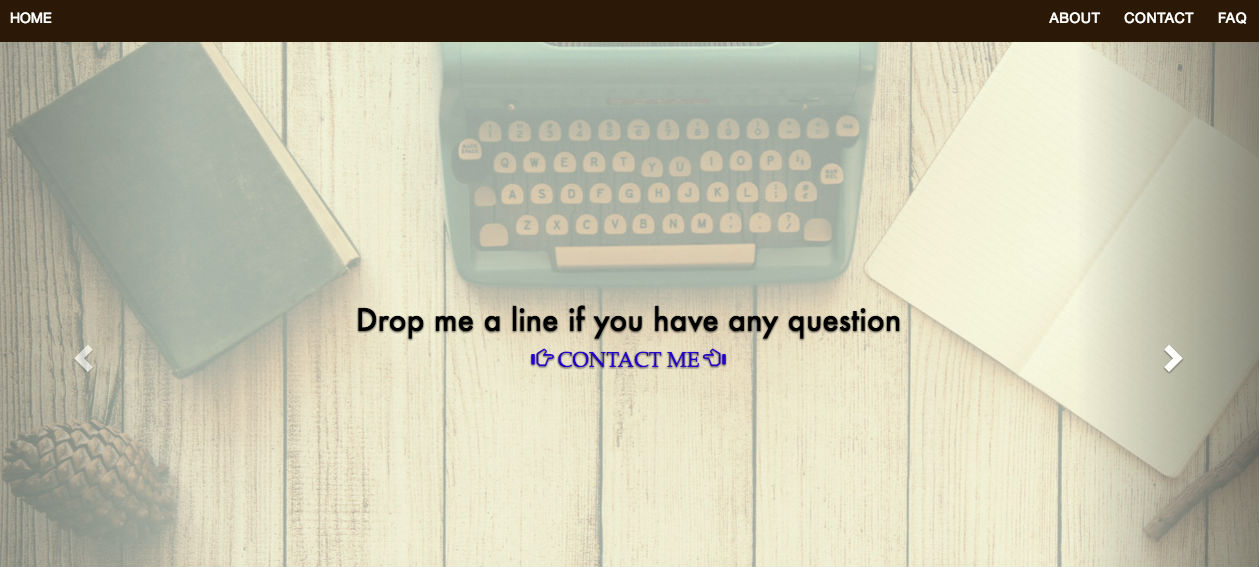 HOME ABOUT CONTACT FAQ
Q W E R T Y U I O P
A S D F G H J K L
Z X C V B N M
Drop me a line if you have any question
CONTACT ME